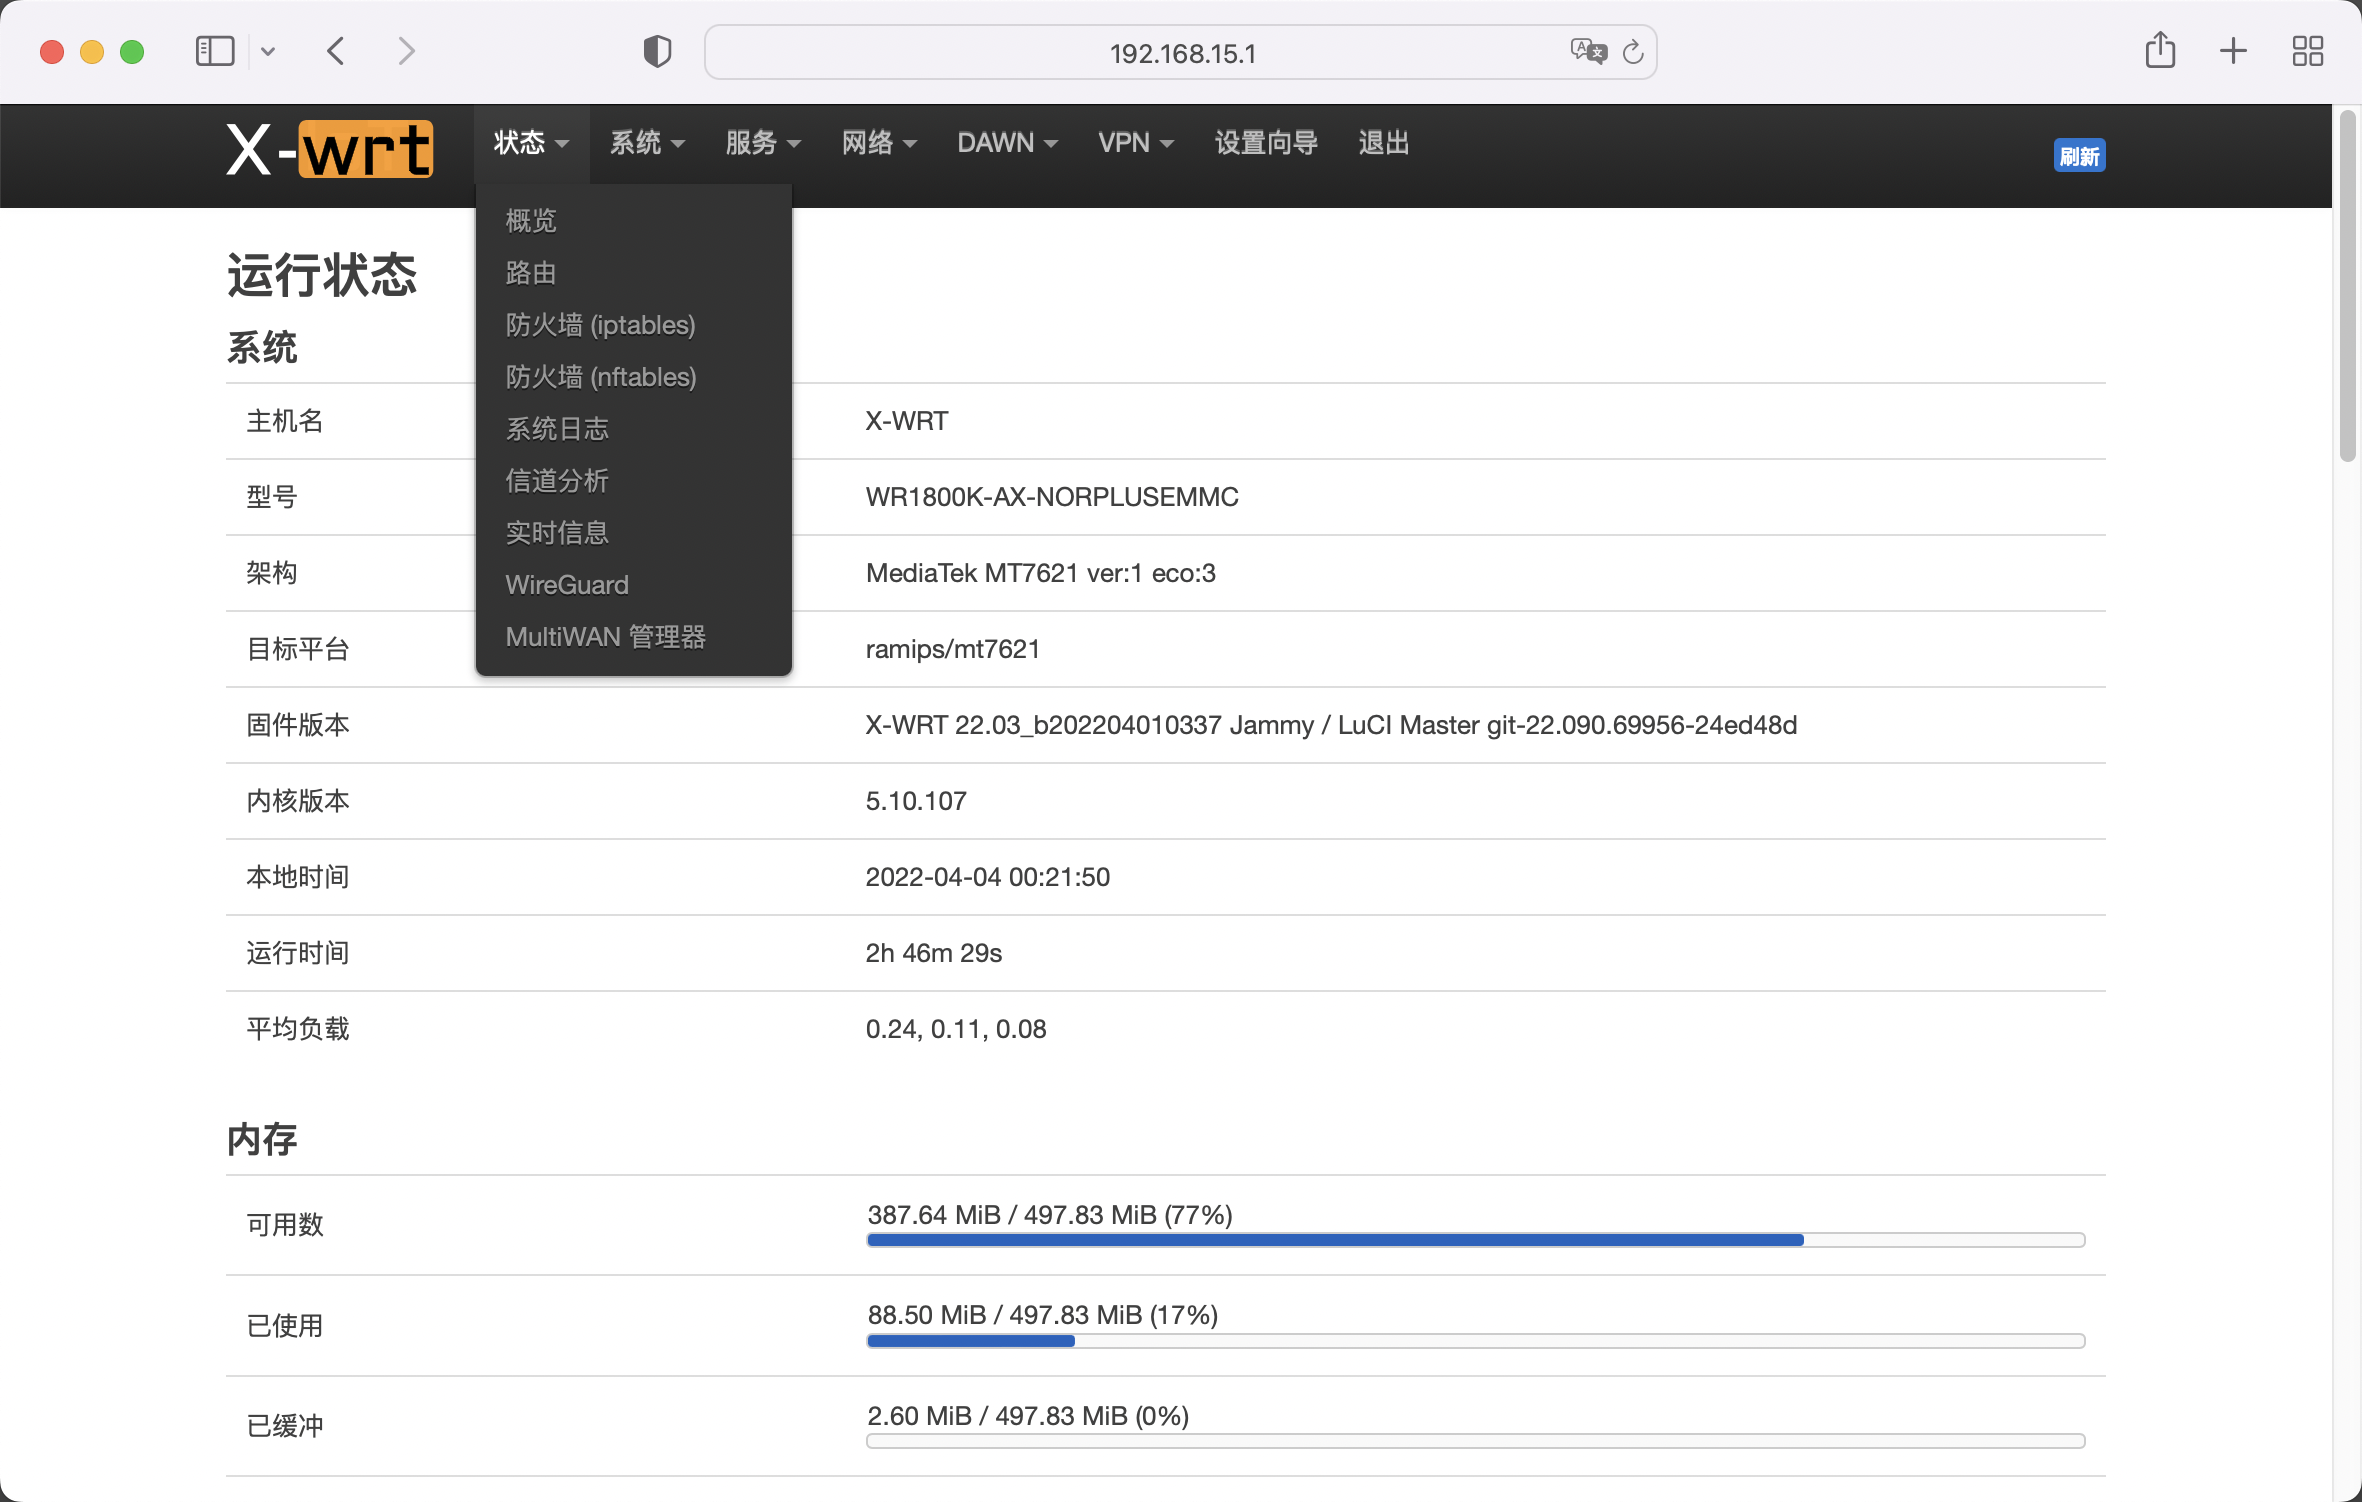 192.168.15.1
X-wrt 状态 系统 服务 网络 DAWN VPN 设置向导 退出 刷新
概览
路由
防火墙 (iptables)
防火墙 (nftables)
系统日志
信道分析
实时信息
WireGuard
MultiWAN 管理器
运行状态
系统
主机名 X-WRT
型号 WR1800K-AX-NORPLUSEMMC
架构 MediaTek MT7621 ver:1 eco:3
目标平台 ramips/mt7621
固件版本 X-WRT 22.03_b202204010337 Jammy / LuCI Master git-22.090.69956-24ed48d
内核版本 5.10.107
本地时间 2022-04-04 00:21:50
运行时间 2h 46m 29s
平均负载 0.24, 0.11, 0.08
内存
可用数 387.64 MiB / 497.83 MiB (77%)
已使用 88.50 MiB / 497.83 MiB (17%)
已缓冲 2.60 MiB / 497.83 MiB (0%)